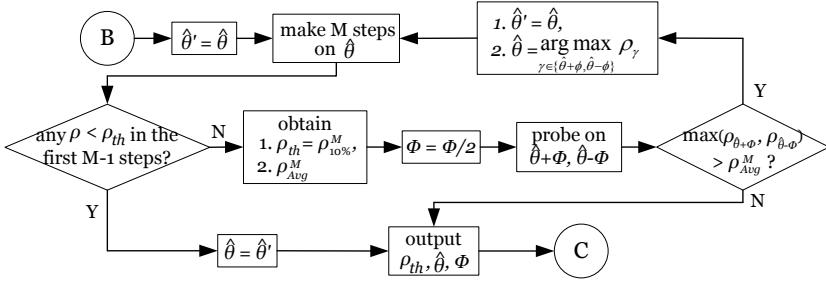 B
θ̂' = θ̂
make M steps
on θ̂
1. θ̂' = θ̂,
2. θ̂ = arg max ρ_γ
γ∈{θ̂+ϕ,θ̂-ϕ}
Y
any ρ < ρ_th in the
first M-1 steps?
N
obtain
1. ρ_th = ρ^M_10%,
2. ρ^M_Avg
Φ = Φ/2
probe on
θ̂+Φ, θ̂-Φ
max(ρ_θ̂+Φ, ρ_θ̂-Φ)
> ρ^M_Avg ?
Y
N
θ̂ = θ̂'
output
ρ_th, θ̂, Φ
C